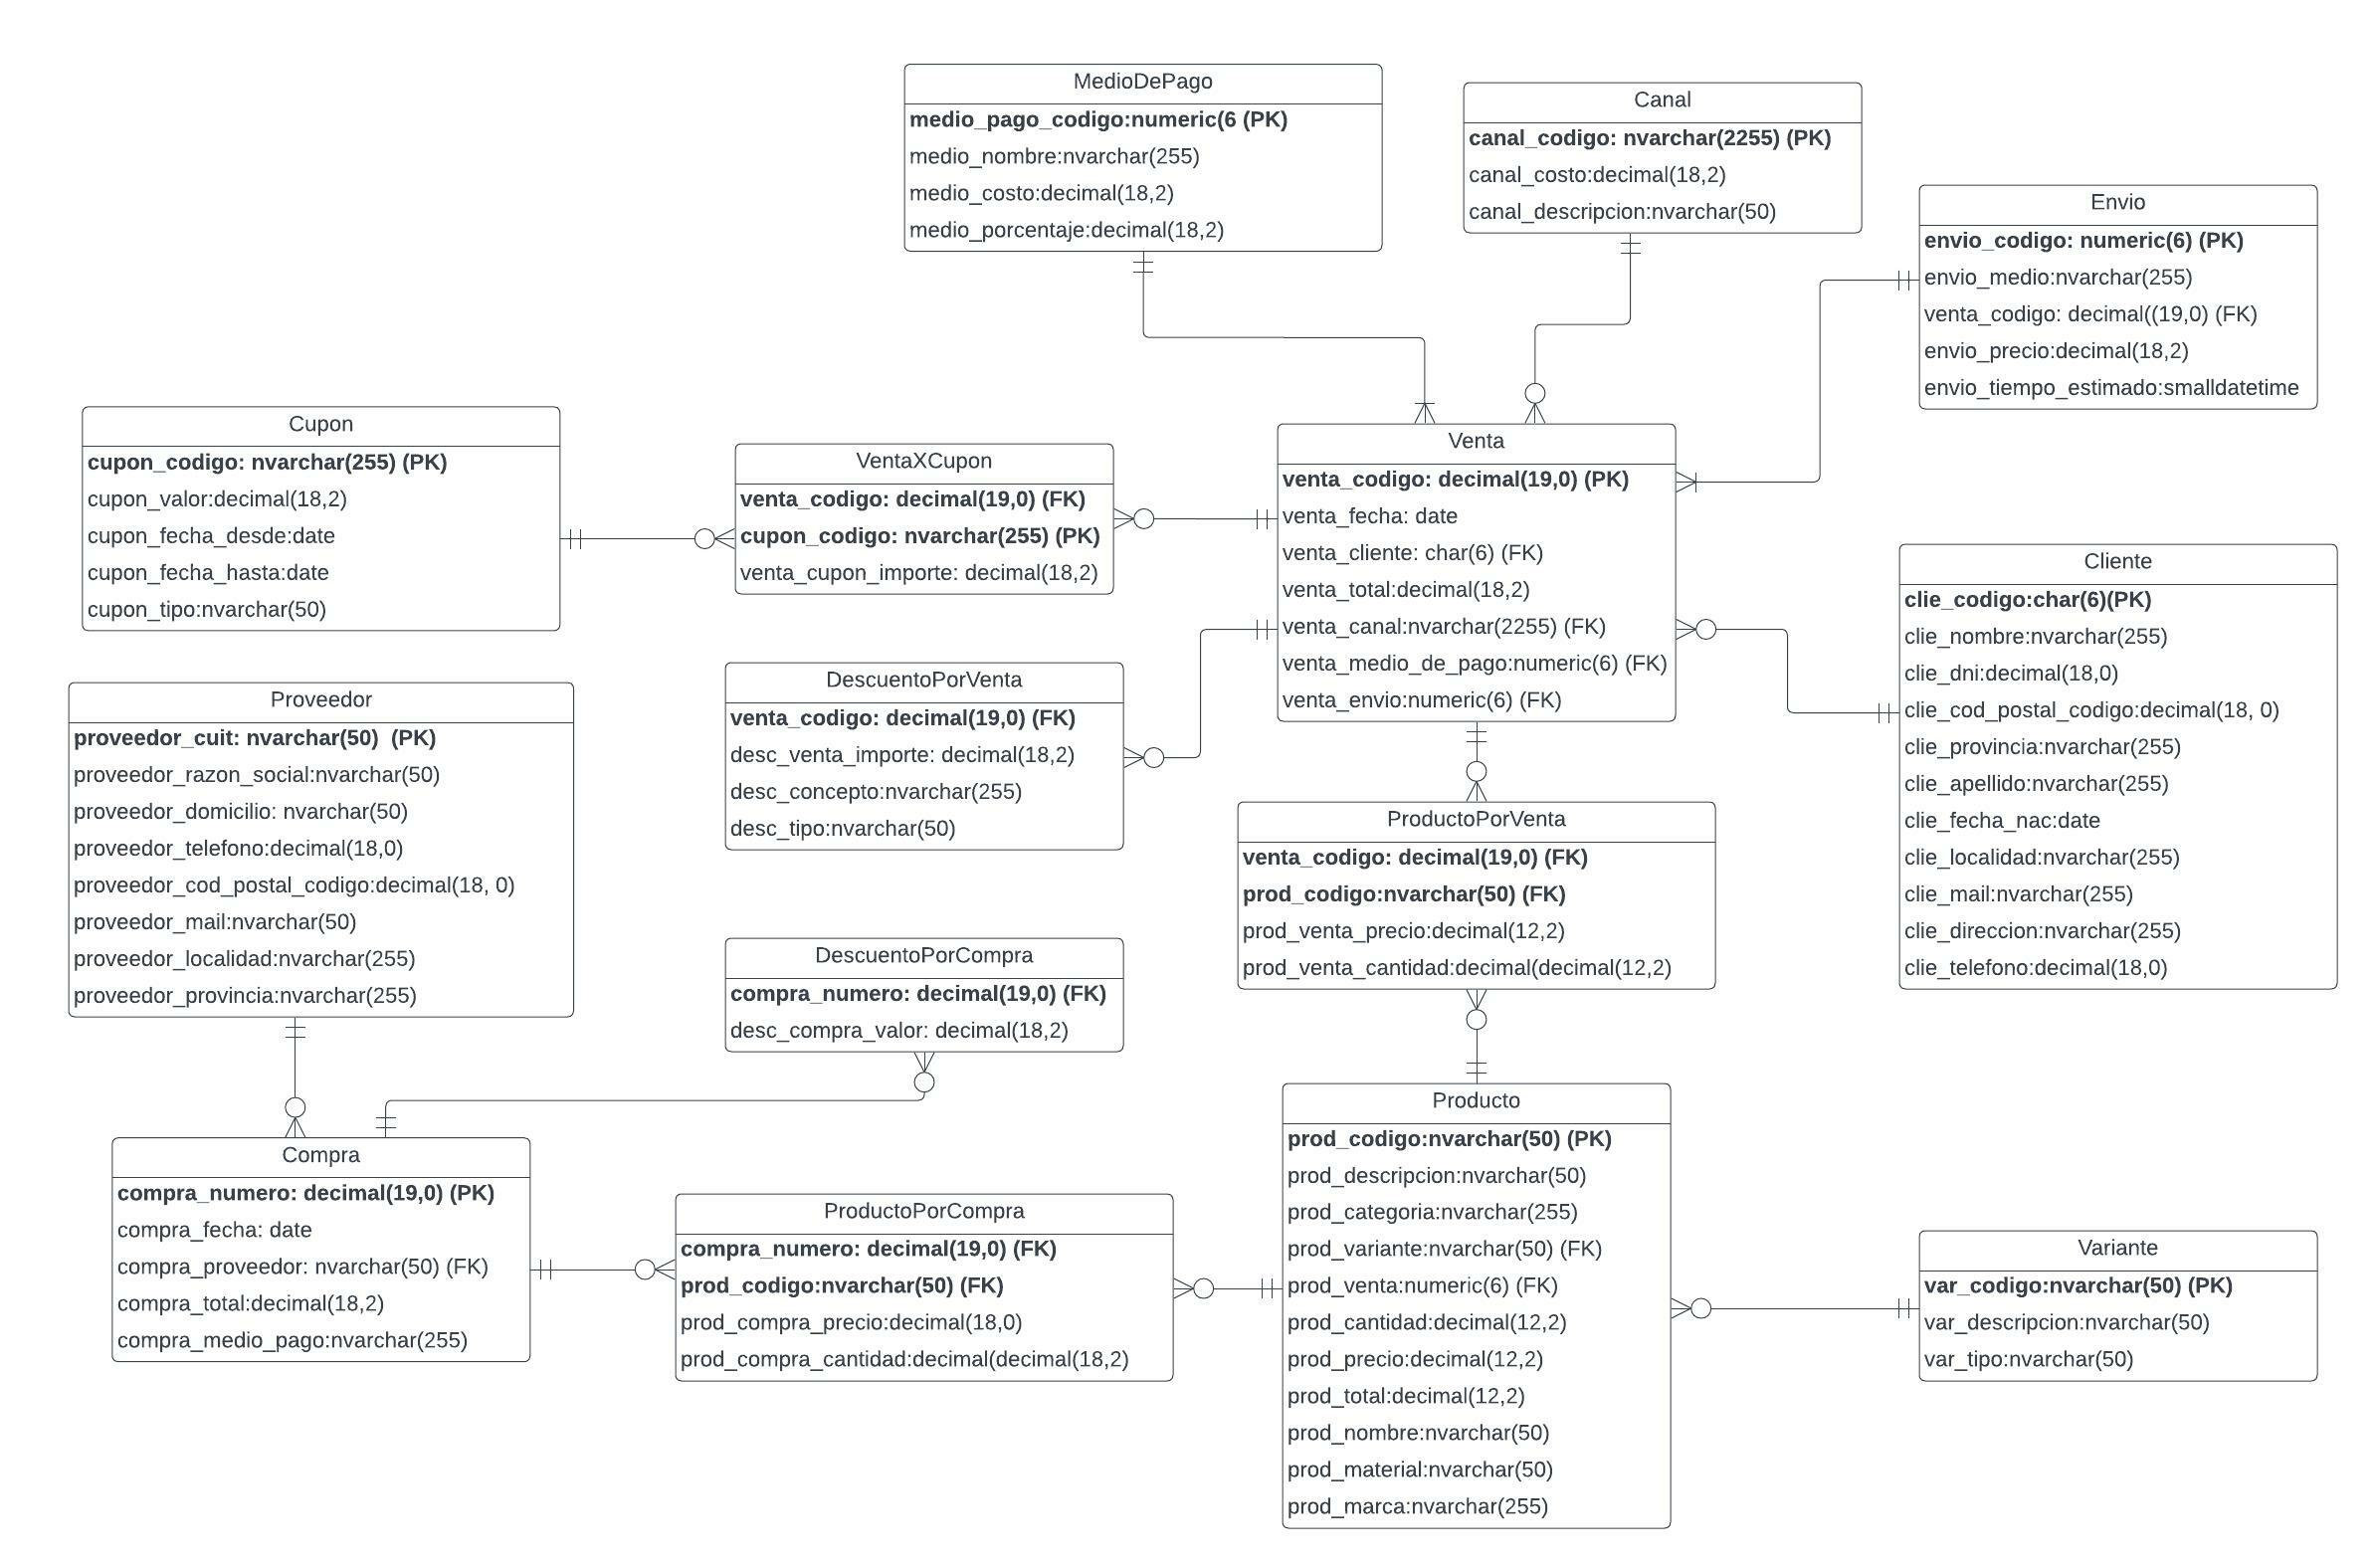 MedioDePago
medio_pago_codigo:numeric(6 (PK)
medio_nombre:nvarchar(255)
medio_costo:decimal(18,2)
medio_porcentaje:decimal(18,2)
Canal
canal_codigo: nvarchar(2255) (PK)
canal_costo:decimal(18,2)
canal_descripcion:nvarchar(50)
Envio
envio_codigo: numeric(6) (PK)
envio_medio:nvarchar(255)
venta_codigo: decimal((19,0) (FK)
envio_precio:decimal(18,2)
envio_tiempo_estimado:smalldatetime
Cupon
cupon_codigo: nvarchar(255) (PK)
cupon_valor:decimal(18,2)
cupon_fecha_desde:date
cupon_fecha_hasta:date
cupon_tipo:nvarchar(50)
VentaXCupon
venta_codigo: decimal(19,0) (FK)
cupon_codigo: nvarchar(255) (PK)
venta_cupon_importe: decimal(18,2)
Venta
venta_codigo: decimal(19,0) (PK)
venta_fecha: date
venta_cliente: char(6) (FK)
venta_total:decimal(18,2)
venta_canal:nvarchar(2255) (FK)
venta_medio_de_pago:numeric(6) (FK)
venta_envio:numeric(6) (FK)
Cliente
clie_codigo:char(6)(PK)
clie_nombre:nvarchar(255)
clie_dni:decimal(18,0)
clie_cod_postal_codigo:decimal(18, 0)
clie_provincia:nvarchar(255)
clie_apellido:nvarchar(255)
clie_fecha_nac:date
clie_localidad:nvarchar(255)
clie_mail:nvarchar(255)
clie_direccion:nvarchar(255)
clie_telefono:decimal(18,0)
Proveedor
proveedor_cuit: nvarchar(50)  (PK)
proveedor_razon_social:nvarchar(50)
proveedor_domicilio: nvarchar(50)
proveedor_telefono:decimal(18,0)
proveedor_cod_postal_codigo:decimal(18, 0)
proveedor_mail:nvarchar(50)
proveedor_localidad:nvarchar(255)
proveedor_provincia:nvarchar(255)
DescuentoPorVenta
venta_codigo: decimal(19,0) (FK)
desc_venta_importe: decimal(18,2)
desc_concepto:nvarchar(255)
desc_tipo:nvarchar(50)
ProductoPorVenta
venta_codigo: decimal(19,0) (FK)
prod_codigo:nvarchar(50) (FK)
prod_venta_precio:decimal(12,2)
prod_venta_cantidad:decimal(decimal(12,2)
DescuentoPorCompra
compra_numero: decimal(19,0) (FK)
desc_compra_valor: decimal(18,2)
Compra
compra_numero: decimal(19,0) (PK)
compra_fecha: date
compra_proveedor: nvarchar(50) (FK)
compra_total:decimal(18,2)
compra_medio_pago:nvarchar(255)
ProductoPorCompra
compra_numero: decimal(19,0) (FK)
prod_codigo:nvarchar(50) (FK)
prod_compra_precio:decimal(18,0)
prod_compra_cantidad:decimal(decimal(18,2)
Producto
prod_codigo:nvarchar(50) (PK)
prod_descripcion:nvarchar(50)
prod_categoria:nvarchar(255)
prod_variante:nvarchar(50) (FK)
prod_venta:numeric(6) (FK)
prod_cantidad:decimal(12,2)
prod_precio:decimal(12,2)
prod_total:decimal(12,2)
prod_nombre:nvarchar(50)
prod_material:nvarchar(50)
prod_marca:nvarchar(255)
Variante
var_codigo:nvarchar(50) (PK)
var_descripcion:nvarchar(50)
var_tipo:nvarchar(50)